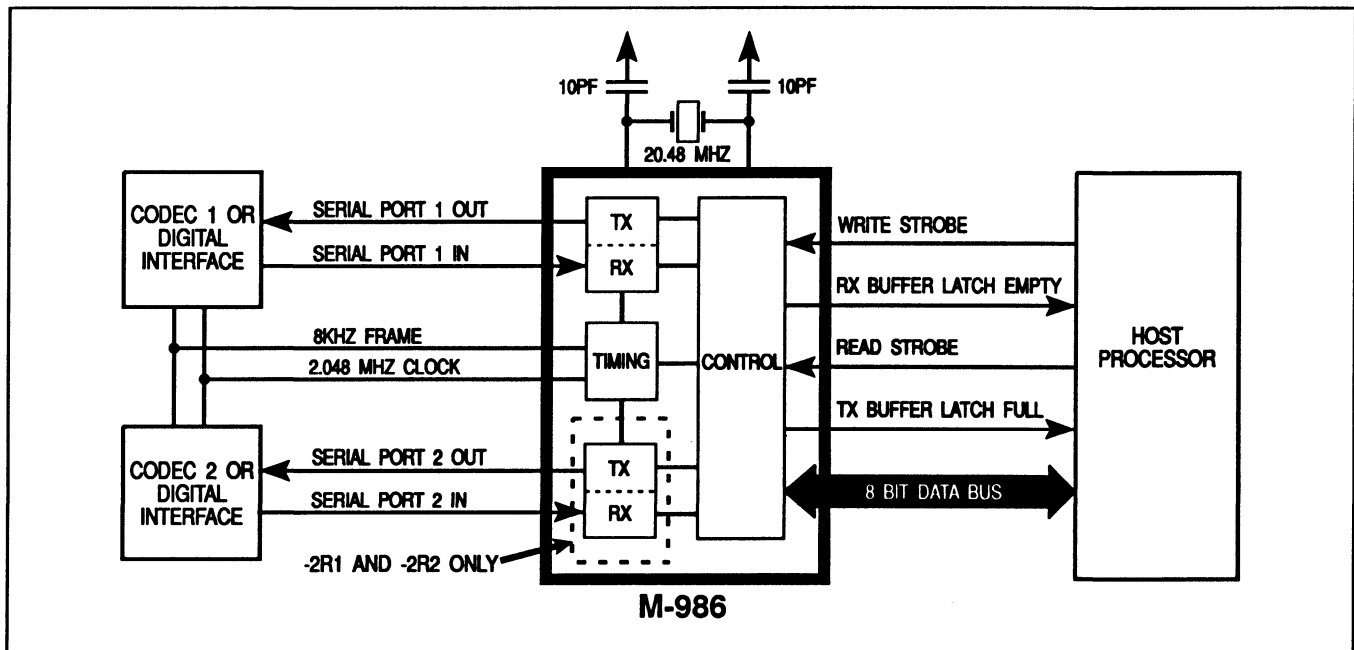 10PF
10PF
20.48 MHZ
CODEC 1 OR
DIGITAL
INTERFACE
SERIAL PORT 1 OUT
SERIAL PORT 1 IN
8KHZ FRAME
2.048 MHZ CLOCK
CODEC 2 OR
DIGITAL
INTERFACE
SERIAL PORT 2 OUT
SERIAL PORT 2 IN
-2R1 AND -2R2 ONLY
TX
RX
TIMING
TX
RX
CONTROL
M-986
WRITE STROBE
RX BUFFER LATCH EMPTY
READ STROBE
TX BUFFER LATCH FULL
8 BIT DATA BUS
HOST
PROCESSOR